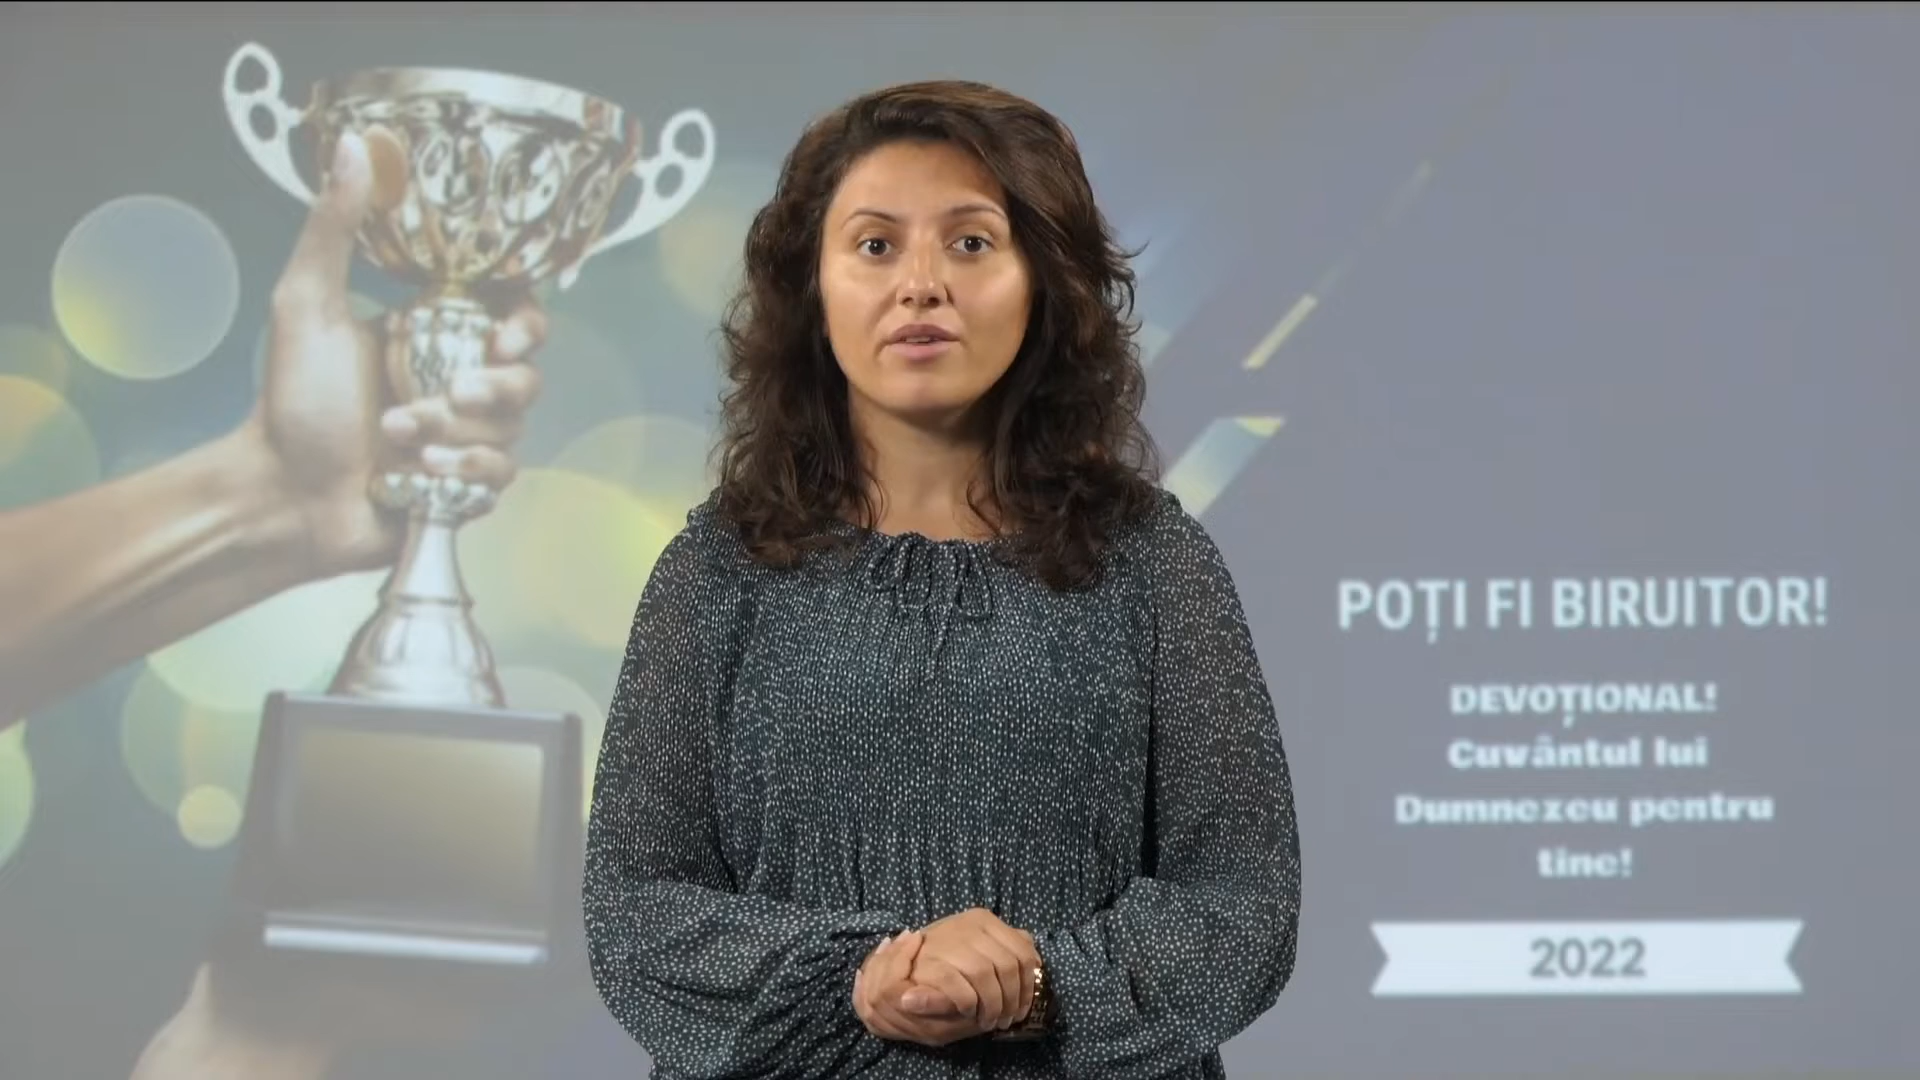 POȚI FI BIRUITOR!
DEVOȚIONAL!
Cuvântul lui
Dumnezeu pentru
tine!
2022